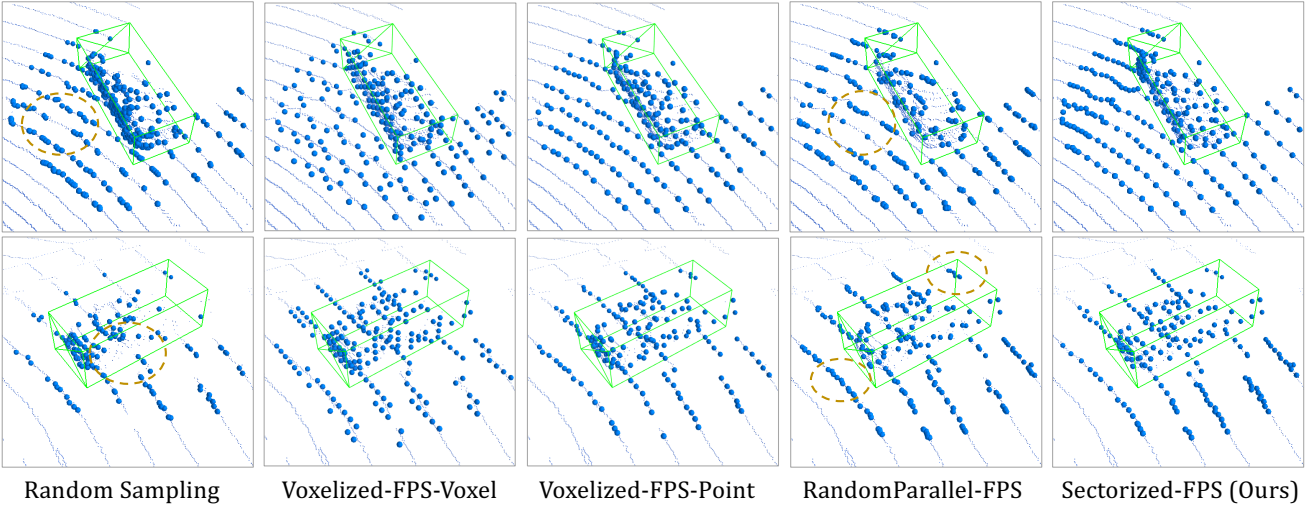 Random Sampling
Voxelized-FPS-Voxel
Voxelized-FPS-Point
RandomParallel-FPS
Sectorized-FPS (Ours)